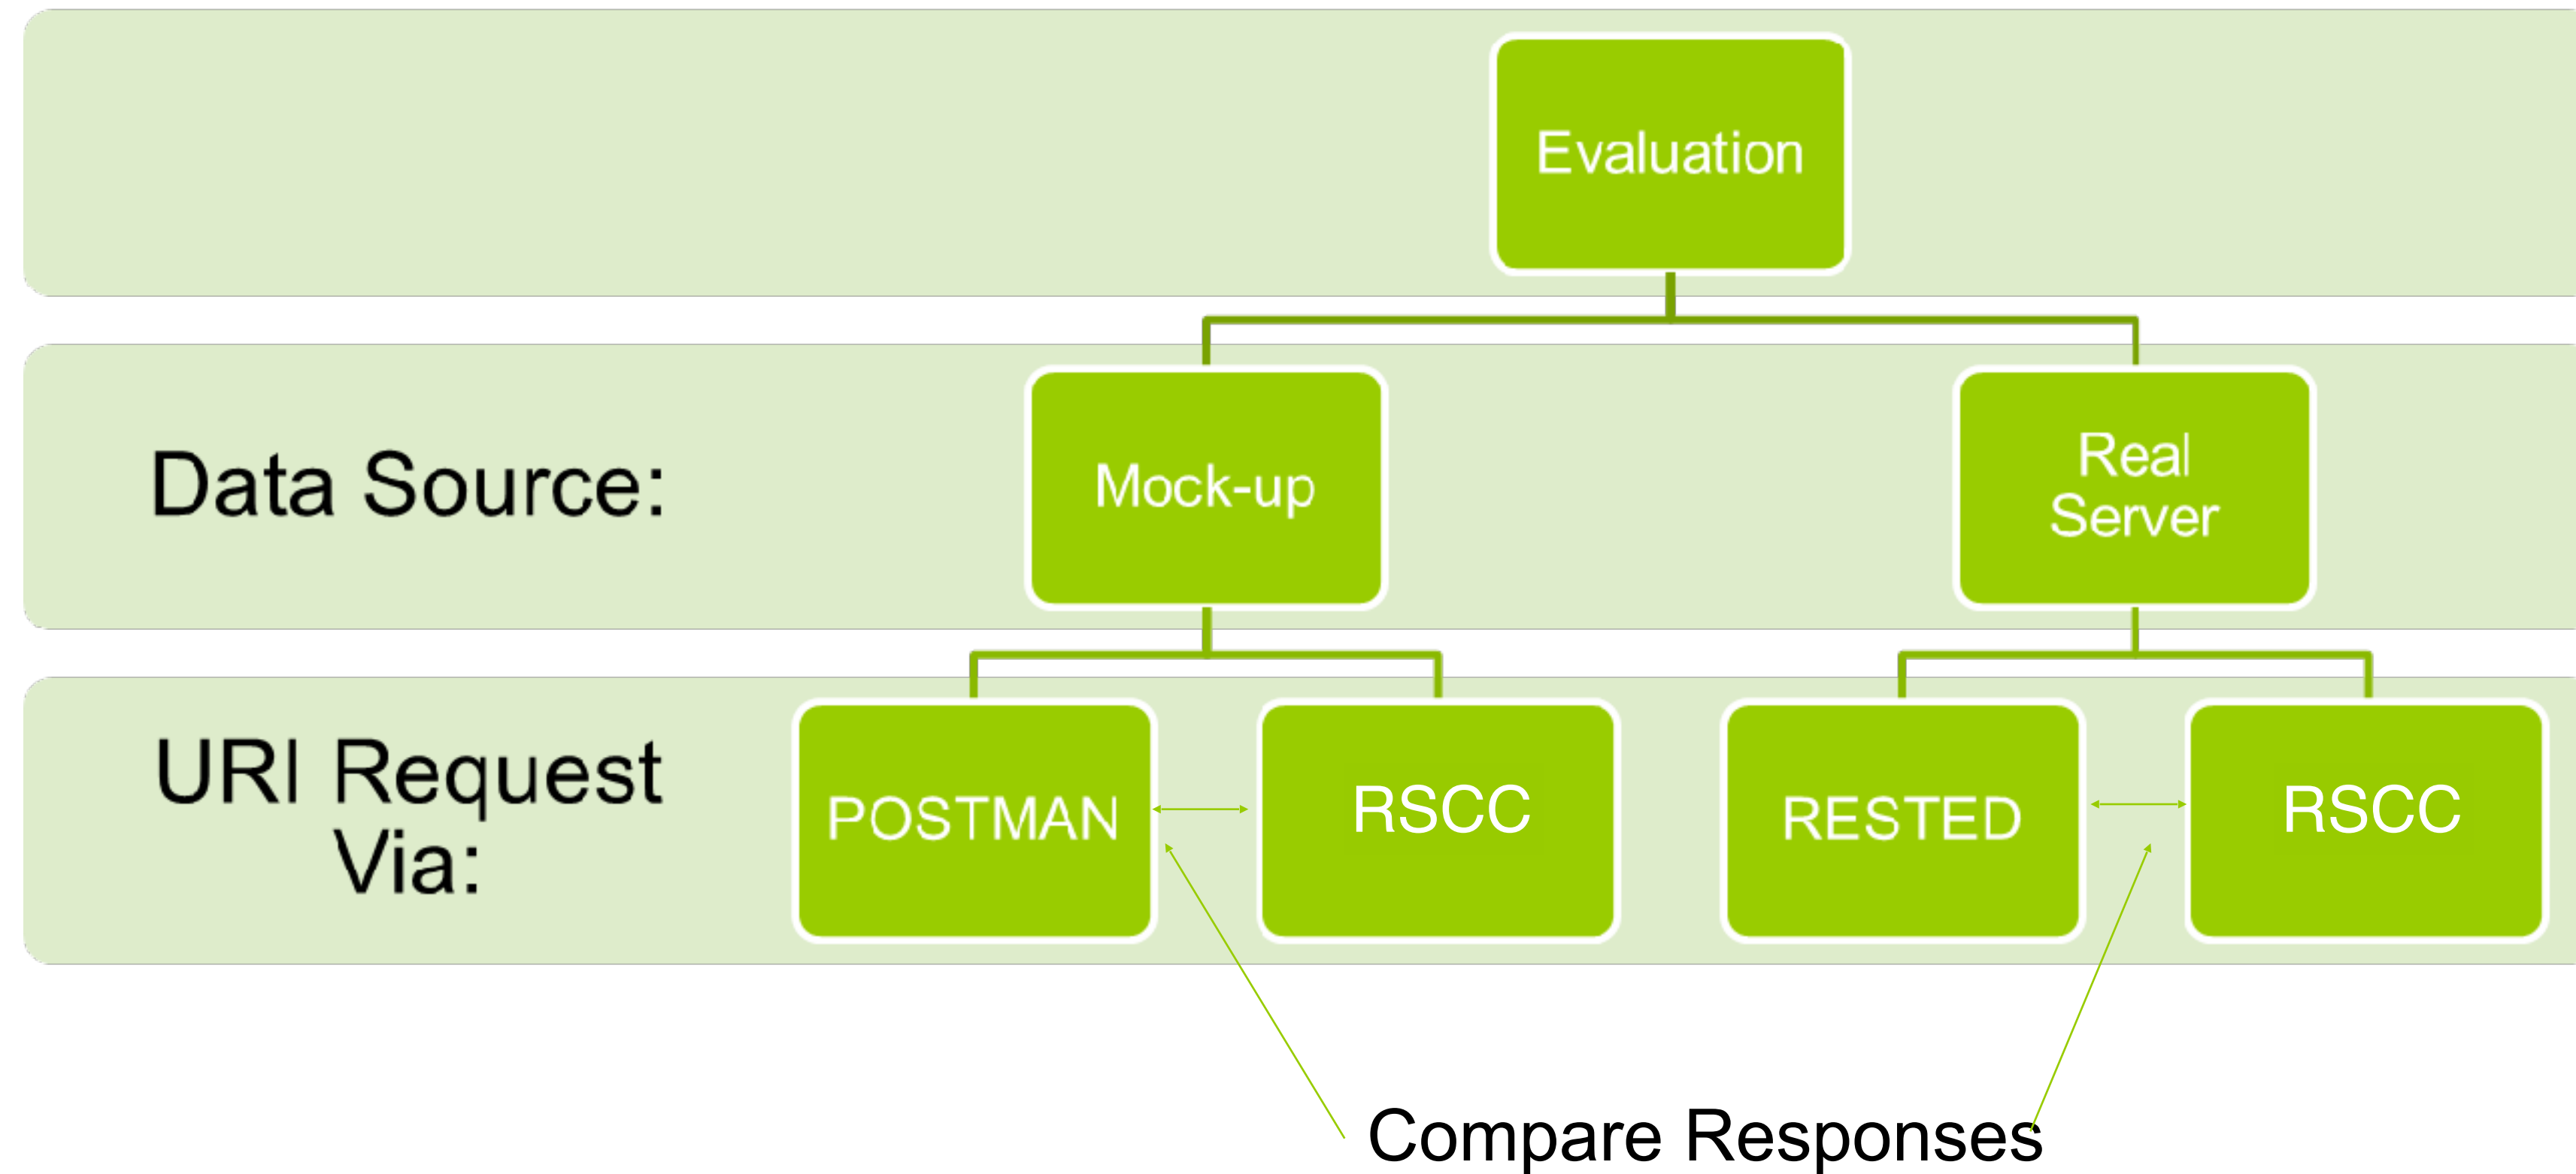 Evaluation
Data Source:
Mock-up
Real
Server
URI Request
Via:
POSTMAN
RSCC
RESTED
RSCC
Compare Responses